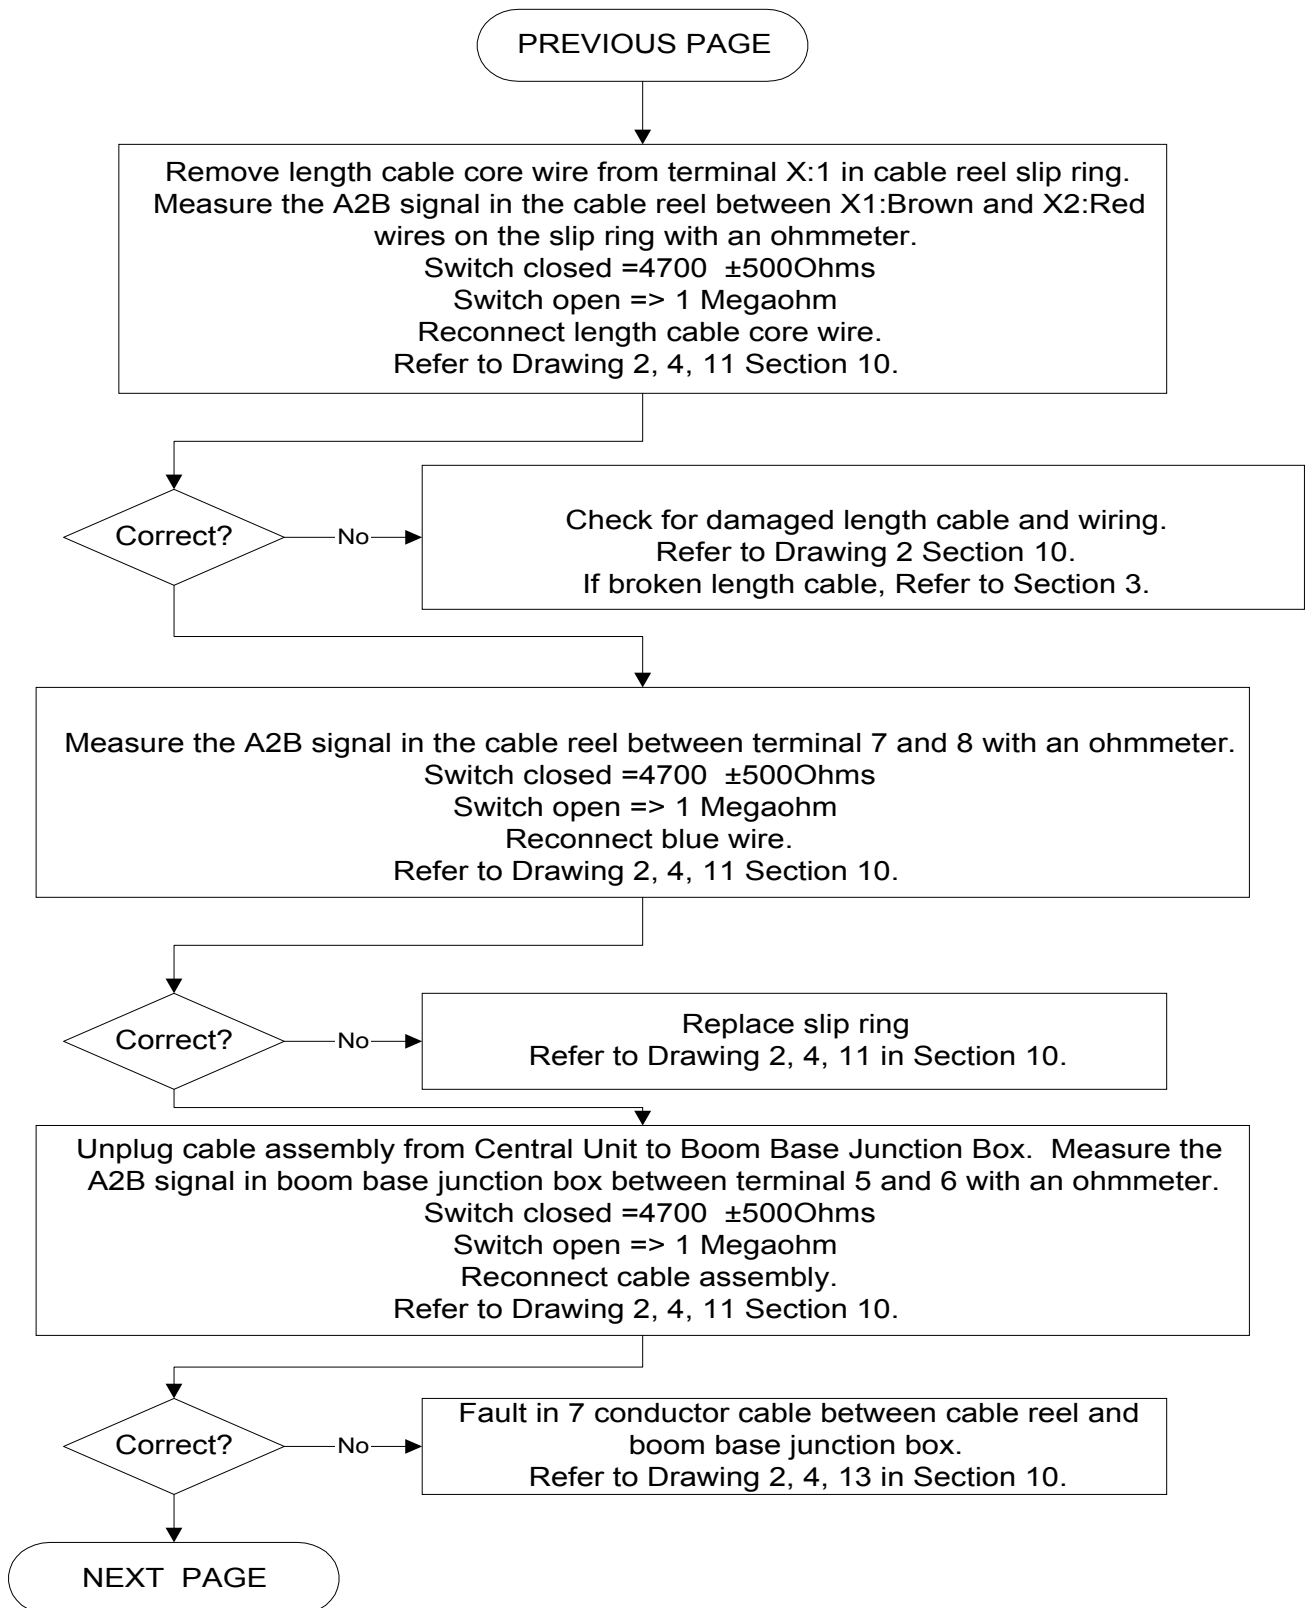 PREVIOUS PAGE
Remove length cable core wire from terminal X:1 in cable reel slip ring.
Measure the A2B signal in the cable reel between X1:Brown and X2:Red
wires on the slip ring with an ohmmeter.
Switch closed =4700 ±500Ohms
Switch open => 1 Megaohm
Reconnect length cable core wire.
Refer to Drawing 2, 4, 11 Section 10.
Correct?
No
Check for damaged length cable and wiring.
Refer to Drawing 2 Section 10.
If broken length cable, Refer to Section 3.
Measure the A2B signal in the cable reel between terminal 7 and 8 with an ohmmeter.
Switch closed =4700 ±500Ohms
Switch open => 1 Megaohm
Reconnect blue wire.
Refer to Drawing 2, 4, 11 Section 10.
Correct?
No
Replace slip ring
Refer to Drawing 2, 4, 11 in Section 10.
Unplug cable assembly from Central Unit to Boom Base Junction Box. Measure the
A2B signal in boom base junction box between terminal 5 and 6 with an ohmmeter.
Switch closed =4700 ±500Ohms
Switch open => 1 Megaohm
Reconnect cable assembly.
Refer to Drawing 2, 4, 11 Section 10.
Correct?
No
Fault in 7 conductor cable between cable reel and
boom base junction box.
Refer to Drawing 2, 4, 13 in Section 10.
NEXT PAGE